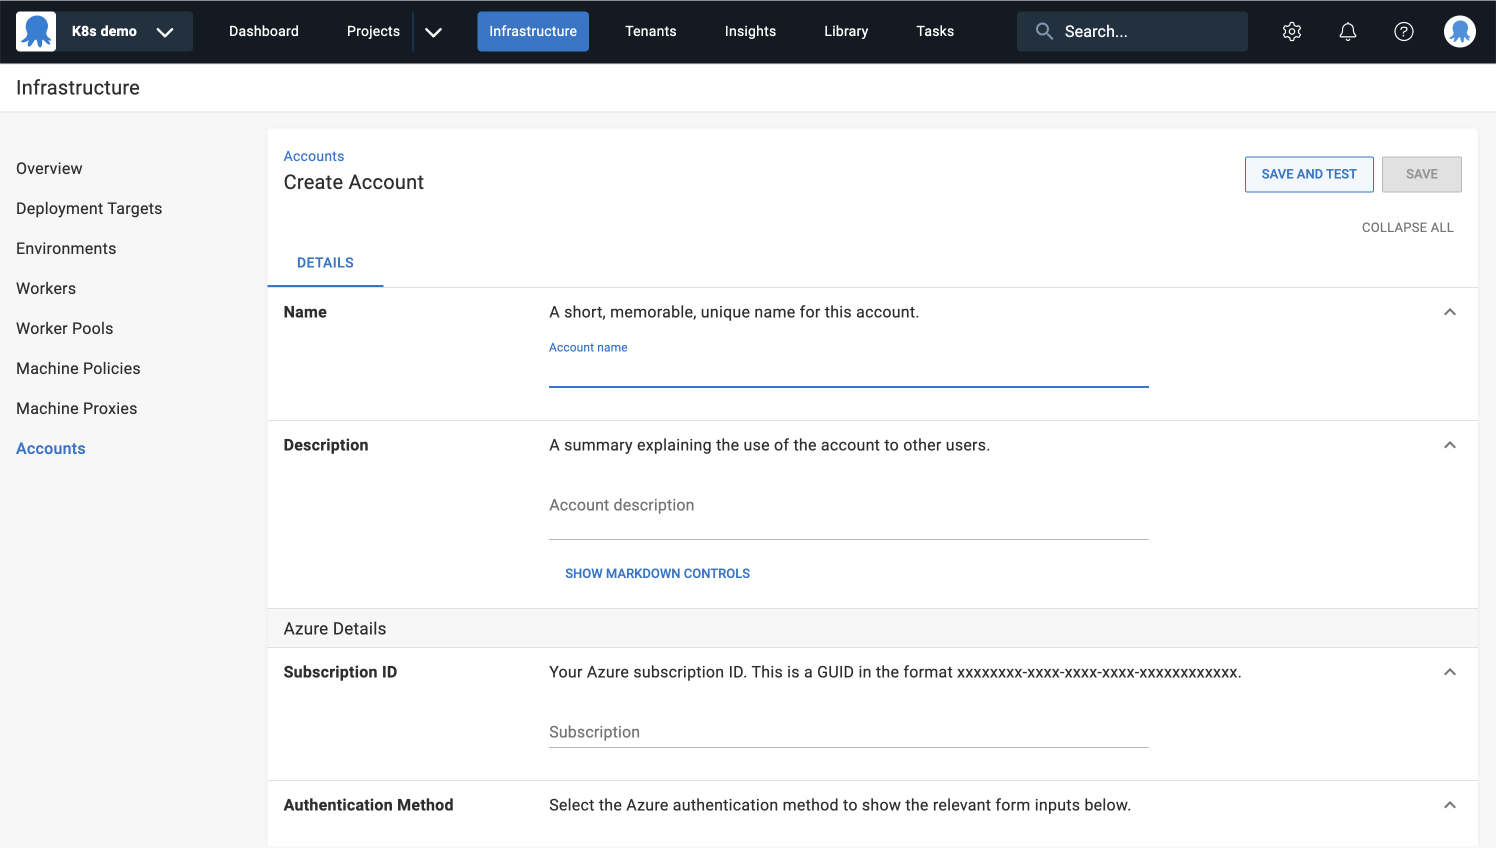 K8s demo
Dashboard
Projects
Infrastructure
Tenants
Insights
Library
Tasks
Search...
Infrastructure
Overview
Deployment Targets
Environments
Workers
Worker Pools
Machine Policies
Machine Proxies
Accounts
Accounts
Create Account
SAVE AND TEST
SAVE
COLLAPSE ALL
DETAILS
Name
A short, memorable, unique name for this account.
Account name
Description
A summary explaining the use of the account to other users.
Account description
SHOW MARKDOWN CONTROLS
Azure Details
Subscription ID
Your Azure subscription ID. This is a GUID in the format xxxxxxxx-xxxx-xxxx-xxxx-xxxxxxxxxxxx.
Subscription
Authentication Method
Select the Azure authentication method to show the relevant form inputs below.